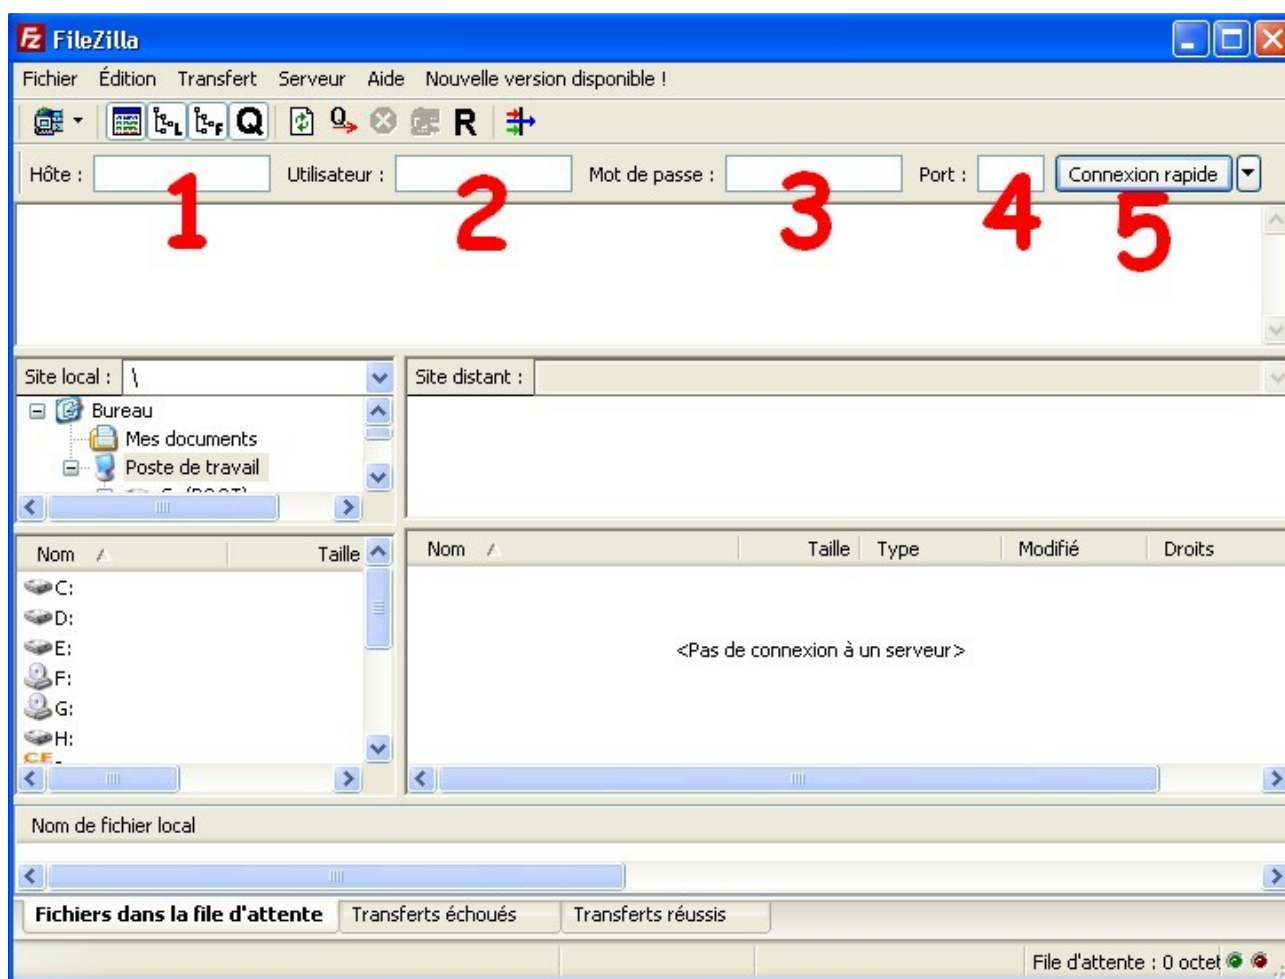 FileZilla
Fichier Édition Transfert Serveur Aide Nouvelle version disponible !
L F Q Q R
Hôte : Utilisateur : Mot de passe : Port : Connexion rapide
1 2 3 4 5
Site local : \ Site distant :
Bureau
Mes documents
Poste de travail
Nom Taille Nom Taille Type Modifié Droits
C:
D:
E:
<Pas de connexion à un serveur>
F:
G:
H:
Nom de fichier local
Fichiers dans la file d'attente Transferts échoués Transferts réussis
File d'attente : 0 octet